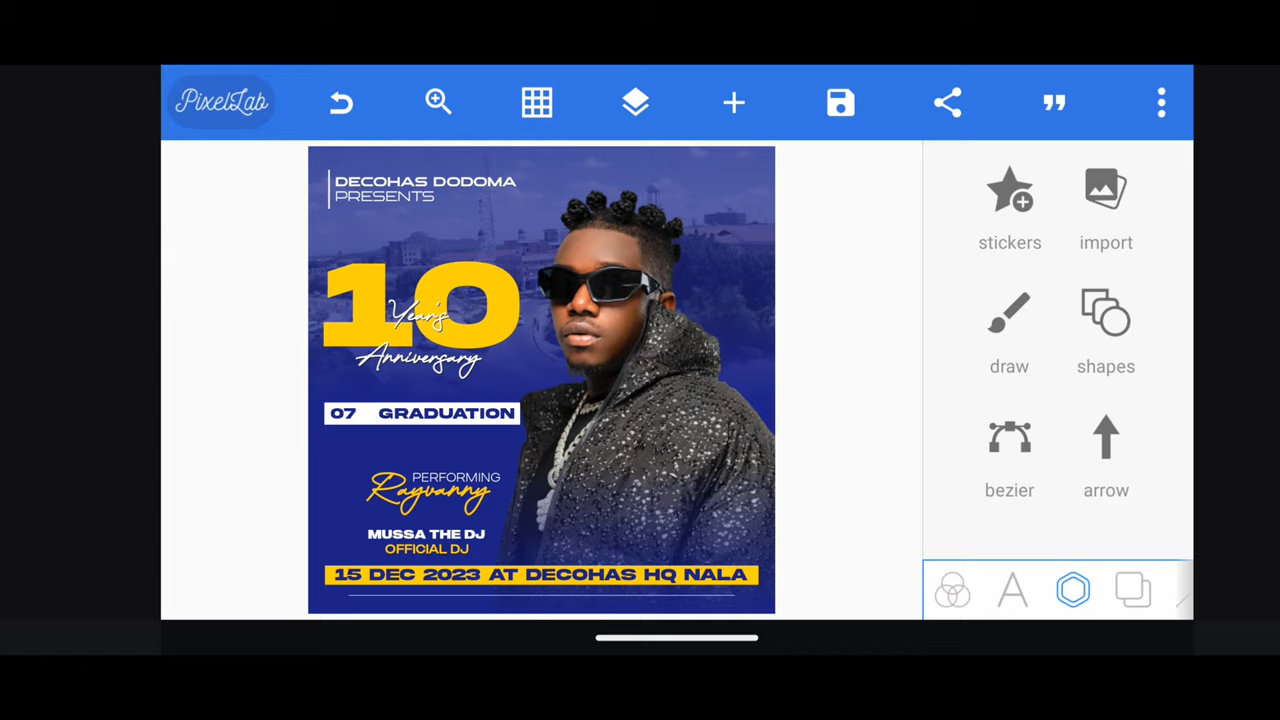 PixelLab
DECOHAS DODOMA
PRESENTS
10
Year's
Anniversary
07 GRADUATION
PERFORMING
Rayvanny
MUSSA THE DJ
OFFICIAL DJ
15 DEC 2023 AT DECOHAS HQ NALA
stickers
import
draw
shapes
bezier
arrow